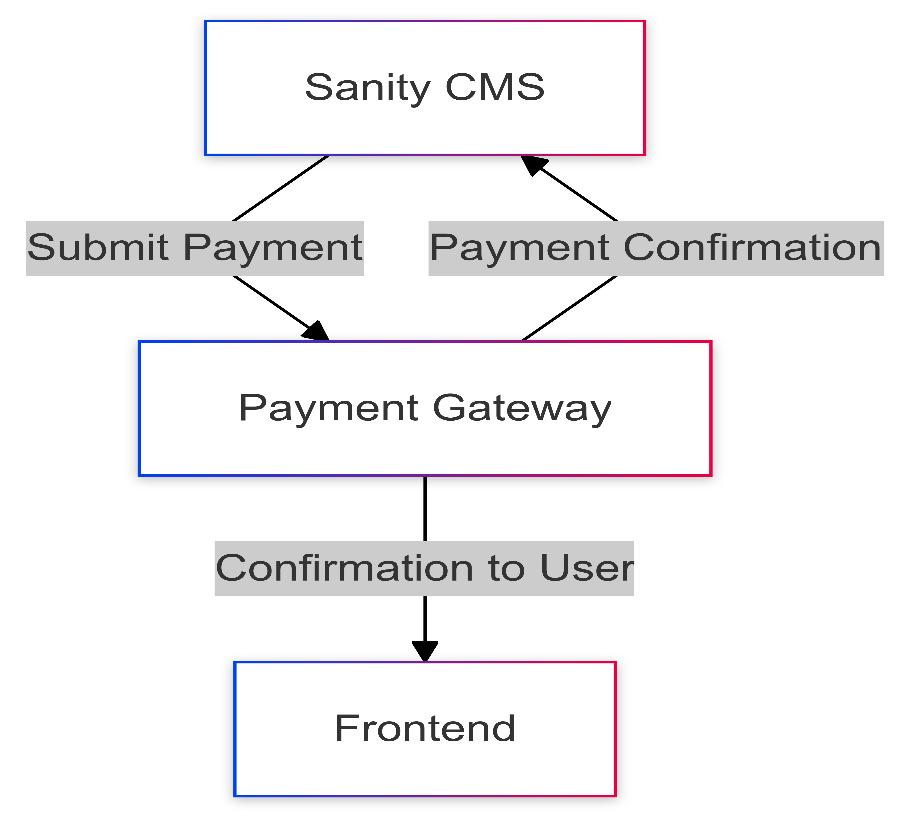 Sanity CMS
Submit Payment
Payment Confirmation
Payment Gateway
Confirmation to User
Frontend